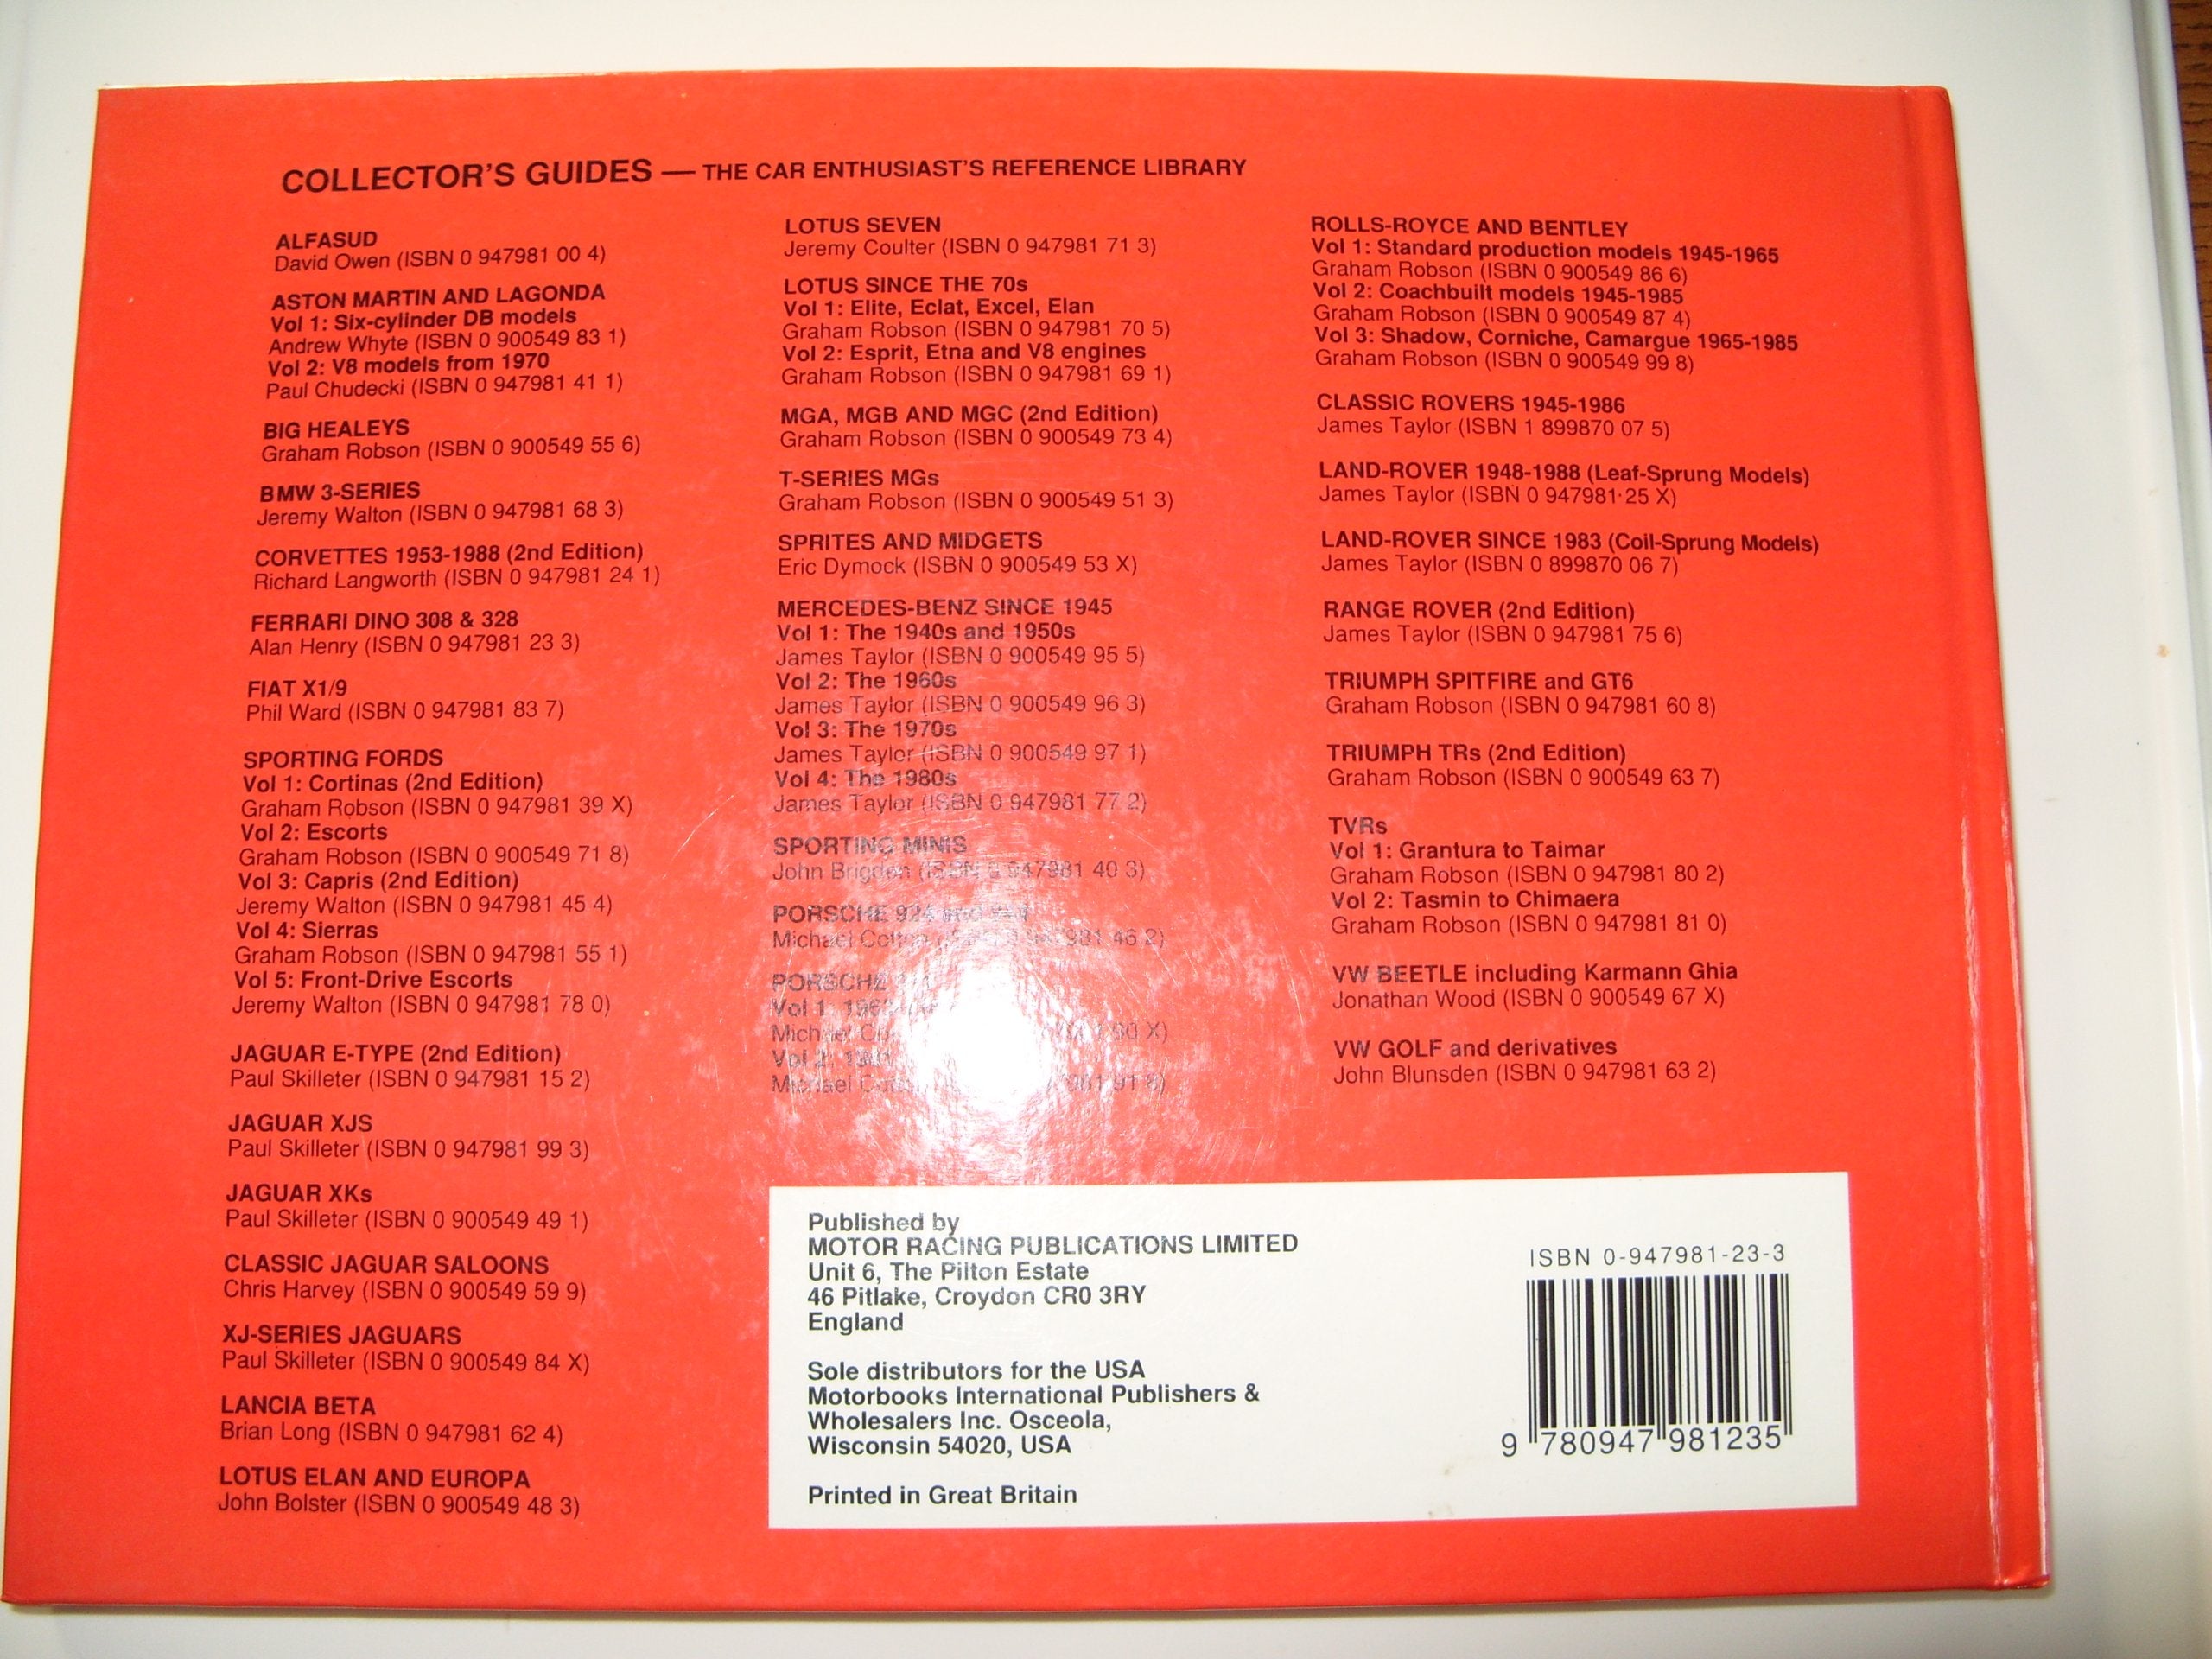 COLLECTOR'S GUIDES — THE CAR ENTHUSIAST'S REFERENCE LIBRARY
ALFASUD
David Owen (ISBN 0 947981 00 4)
ASTON MARTIN AND LAGONDA
Vol 1: Six-cylinder DB models
Andrew Whyte (ISBN 0 900549 83 1)
Vol 2: V8 models from 1970
Paul Chudecki (ISBN 0 947981 41 1)
BIG HEALEYS
Graham Robson (ISBN 0 900549 55 6)
BMW 3-SERIES
Jeremy Walton (ISBN 0 947981 68 3)
CORVETTES 1953-1988 (2nd Edition)
Richard Langworth (ISBN 0 947981 24 1)
FERRARI DINO 308 & 328
Alan Henry (ISBN 0 947981 23 3)
FIAT X1/9
Phil Ward (ISBN 0 947981 83 7)
SPORTING FORDS
Vol 1: Cortinas (2nd Edition)
Graham Robson (ISBN 0 947981 39 X)
Vol 2: Escorts
Graham Robson (ISBN 0 900549 71 8)
Vol 3: Capris (2nd Edition)
Jeremy Walton (ISBN 0 947981 45 4)
Vol 4: Sierras
Graham Robson (ISBN 0 947981 55 1)
Vol 5: Front-Drive Escorts
Jeremy Walton (ISBN 0 947981 78 0)
JAGUAR E-TYPE (2nd Edition)
Paul Skilleter (ISBN 0 947981 15 2)
JAGUAR XJS
Paul Skilleter (ISBN 0 947981 99 3)
JAGUAR XKs
Paul Skilleter (ISBN 0 900549 49 1)
CLASSIC JAGUAR SALOONS
Chris Harvey (ISBN 0 900549 59 9)
XJ-SERIES JAGUARS
Paul Skilleter (ISBN 0 900549 84 X)
LANCIA BETA
Brian Long (ISBN 0 947981 62 4)
LOTUS ELAN AND EUROPA
John Bolster (ISBN 0 900549 48 3)
LOTUS SEVEN
Jeremy Coulter (ISBN 0 947981 71 3)
LOTUS SINCE THE 70s
Vol 1: Elite, Eclat, Excel, Elan
Graham Robson (ISBN 0 947981 70 5)
Vol 2: Esprit, Etna and V8 engines
Graham Robson (ISBN 0 947981 69 1)
MGA, MGB AND MGC (2nd Edition)
Graham Robson (ISBN 0 900549 73 4)
T-SERIES MGs
Graham Robson (ISBN 0 900549 51 3)
SPRITES AND MIDGETS
Eric Dymock (ISBN 0 900549 53 X)
MERCEDES-BENZ SINCE 1945
Vol 1: The 1940s and 1950s
James Taylor (ISBN 0 900549 95 5)
Vol 2: The 1960s
James Taylor (ISBN 0 900549 96 3)
Vol 3: The 1970s
James Taylor (ISBN 0 900549 97 1)
Vol 4: The 1980s
James Taylor (ISBN 0 947981 77 2)
SPORTING MINIS
John Brigden (ISBN 0 947981 40 3)
PORSCHE 924 and
Michael Cotton 981 46 2)
PORSCHE
Vol 1:
Michael 90 X)
Vol 2:
Michael
ROLLS-ROYCE AND BENTLEY
Vol 1: Standard production models 1945-1965
Graham Robson (ISBN 0 900549 86 6)
Vol 2: Coachbuilt models 1945-1985
Graham Robson (ISBN 0 900549 87 4)
Vol 3: Shadow, Corniche, Camargue 1965-1985
Graham Robson (ISBN 0 900549 99 8)
CLASSIC ROVERS 1945-1986
James Taylor (ISBN 1 899870 07 5)
LAND-ROVER 1948-1988 (Leaf-Sprung Models)
James Taylor (ISBN 0 947981 25 X)
LAND-ROVER SINCE 1983 (Coil-Sprung Models)
James Taylor (ISBN 0 899870 06 7)
RANGE ROVER (2nd Edition)
James Taylor (ISBN 0 947981 75 6)
TRIUMPH SPITFIRE and GT6
Graham Robson (ISBN 0 947981 60 8)
TRIUMPH TRs (2nd Edition)
Graham Robson (ISBN 0 900549 63 7)
TVRs
Vol 1: Grantura to Taimar
Graham Robson (ISBN 0 947981 80 2)
Vol 2: Tasmin to Chimaera
Graham Robson (ISBN 0 947981 81 0)
VW BEETLE including Karmann Ghia
Jonathan Wood (ISBN 0 900549 67 X)
VW GOLF and derivatives
John Blunsden (ISBN 0 947981 63 2)
Published by
MOTOR RACING PUBLICATIONS LIMITED
Unit 6, The Pilton Estate
46 Pitlake, Croydon CR0 3RY
England
Sole distributors for the USA
Motorbooks International Publishers &
Wholesalers Inc. Osceola,
Wisconsin 54020, USA
Printed in Great Britain
ISBN 0-947981-23-3
9 780947 981235